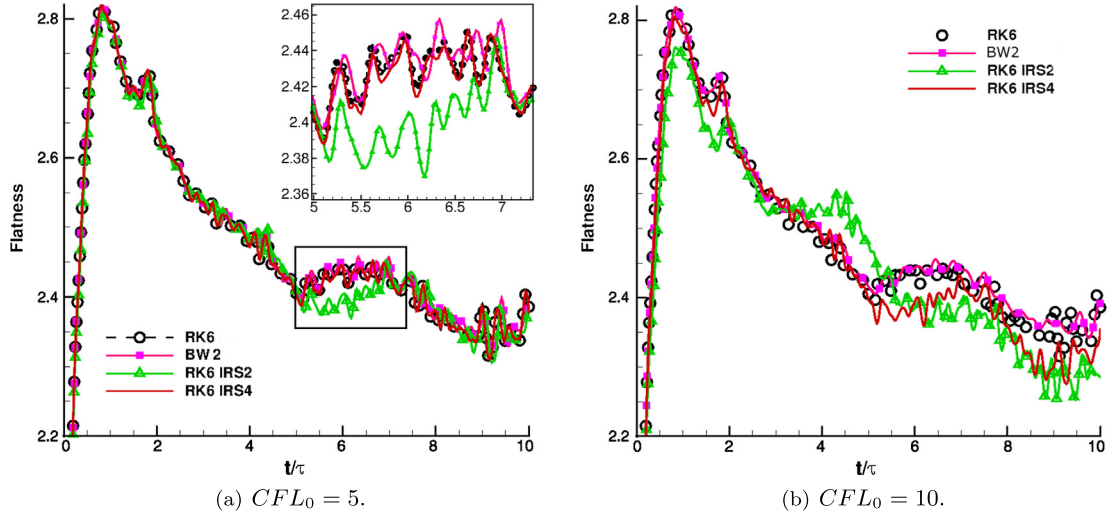 2.8
2.6
2.4
2.2
Flatness
0 2 4 6 8 10
t/τ
2.46
2.44
2.42
2.4
2.38
2.36
5 5.5 6 6.5 7
RK6
BW2
RK6 IRS2
RK6 IRS4
(a) CFL₀ = 5.
2.8
2.6
2.4
2.2
Flatness
0 2 4 6 8 10
t/τ
RK6
BW2
RK6 IRS2
RK6 IRS4
(b) CFL₀ = 10.